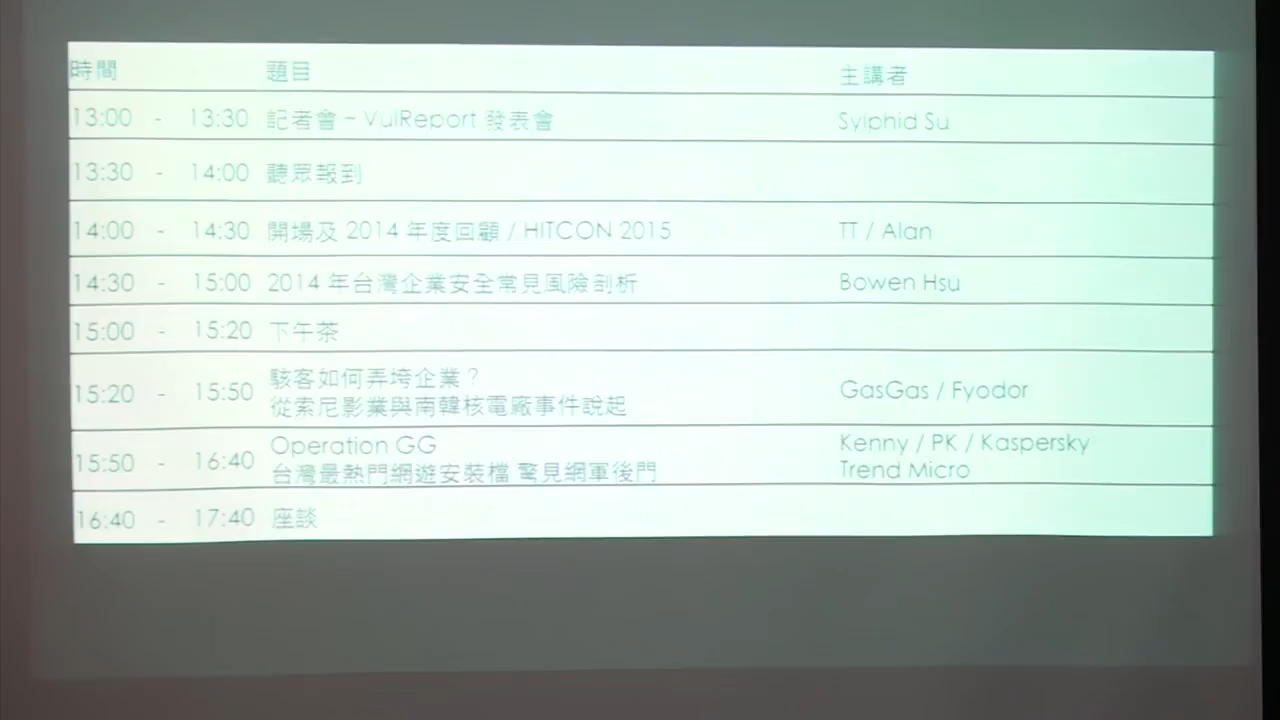 時間 題目 主講者
13:00 - 13:30 記者會 – VulReport 發表會 Sylphid Su
13:30 - 14:00 聽眾報到
14:00 - 14:30 開場及 2014 年度回顧 / HITCON 2015 TT / Alan
14:30 - 15:00 2014 年台灣企業安全常見風險剖析 Bowen Hsu
15:00 - 15:20 下午茶
15:20 - 15:50 駭客如何弄垮企業？ GasGas / Fyodor
從索尼影業與南韓核電廠事件說起
15:50 - 16:40 Operation GG Kenny / PK / Kaspersky
台灣最熱門網遊安裝檔 驚見網軍後門 Trend Micro
16:40 - 17:40 座談